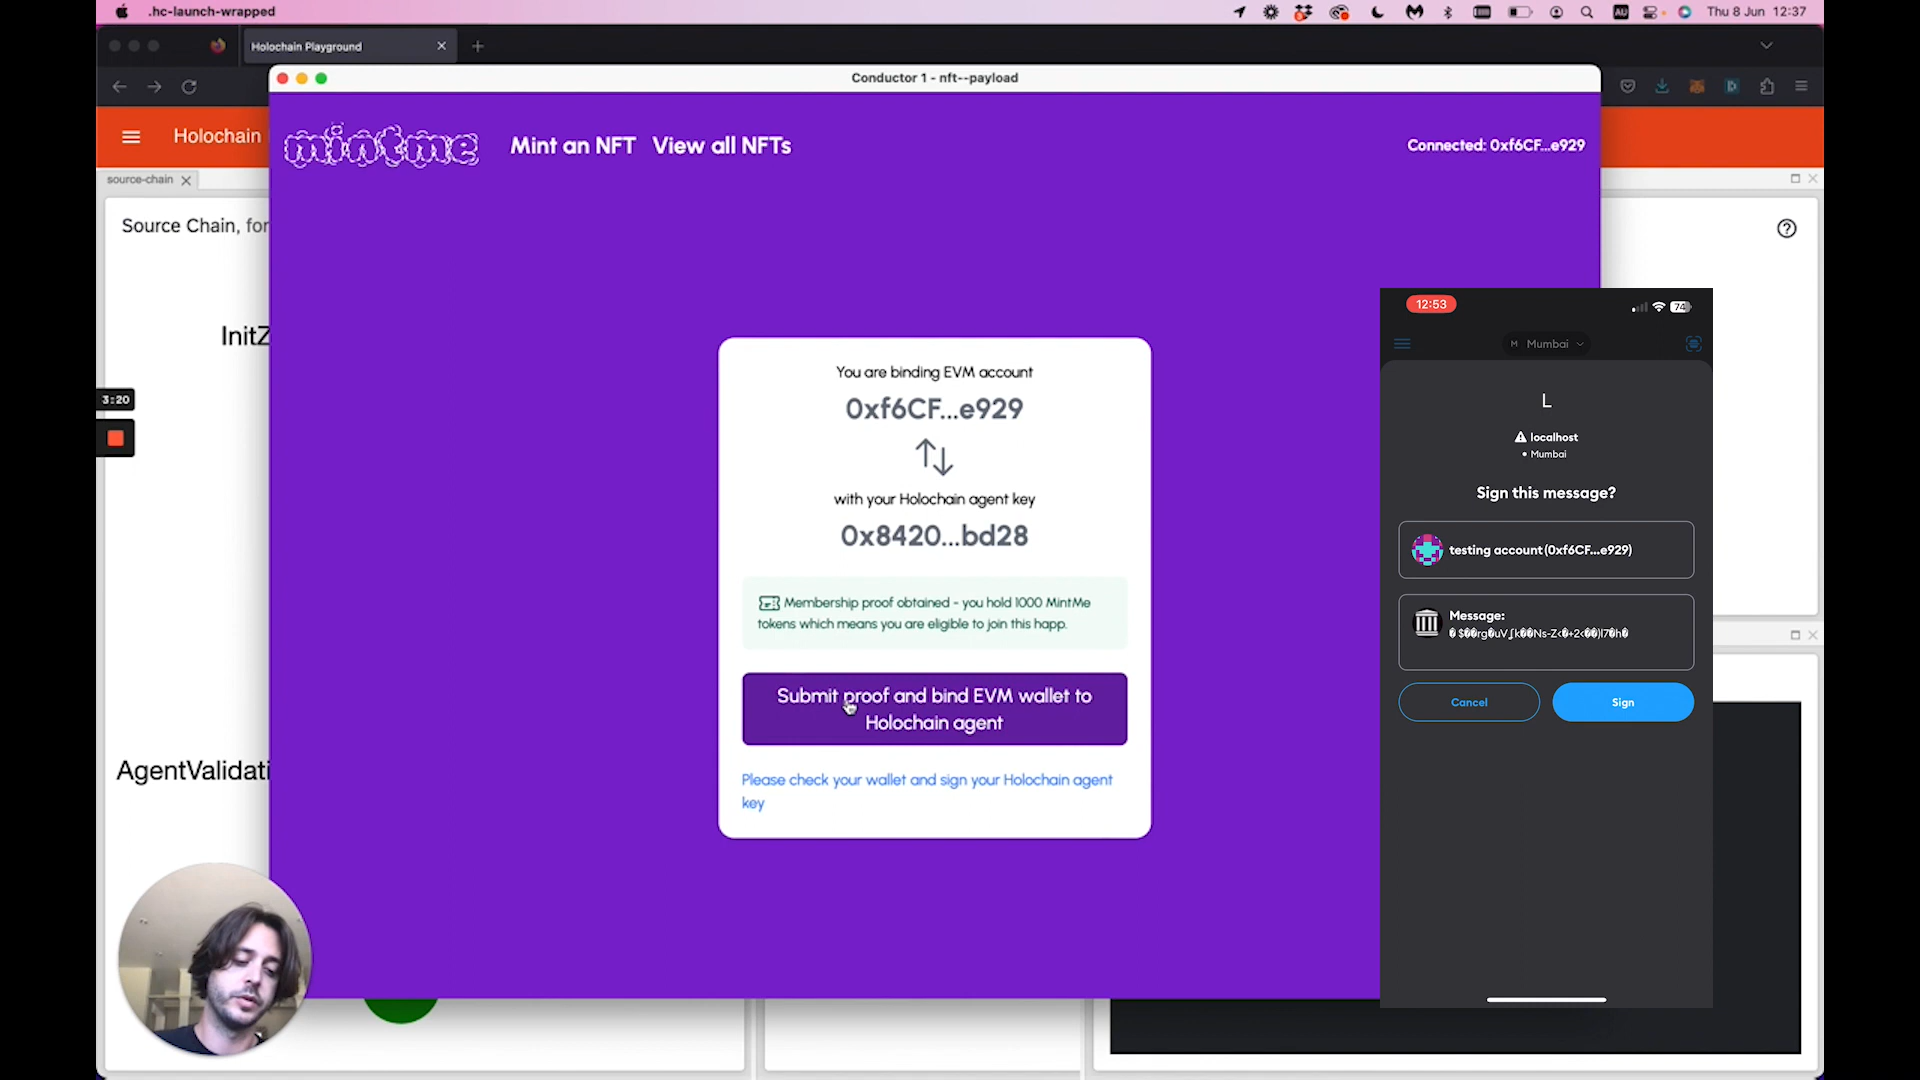 .hc-launch-wrapped
Thu 8 Jun 12:37
Holochain Playground
Conductor 1 - nft--payload
Holochain
mintme
Mint an NFT View all NFTs
Connected: 0xf6CF...e929
source-chain
Source Chain, for
InitZ
AgentValidati
3:20
You are binding EVM account
0xf6CF...e929
with your Holochain agent key
0x8420...bd28
Membership proof obtained - you hold 1000 MintMe
tokens which means you are eligible to join this happ.
Submit proof and bind EVM wallet to
Holochain agent
Please check your wallet and sign your Holochain agent
key
12:53
74
M Mumbai
L
localhost
• Mumbai
Sign this message?
testing account (0xf6CF...e929)
Message:
Cancel
Sign